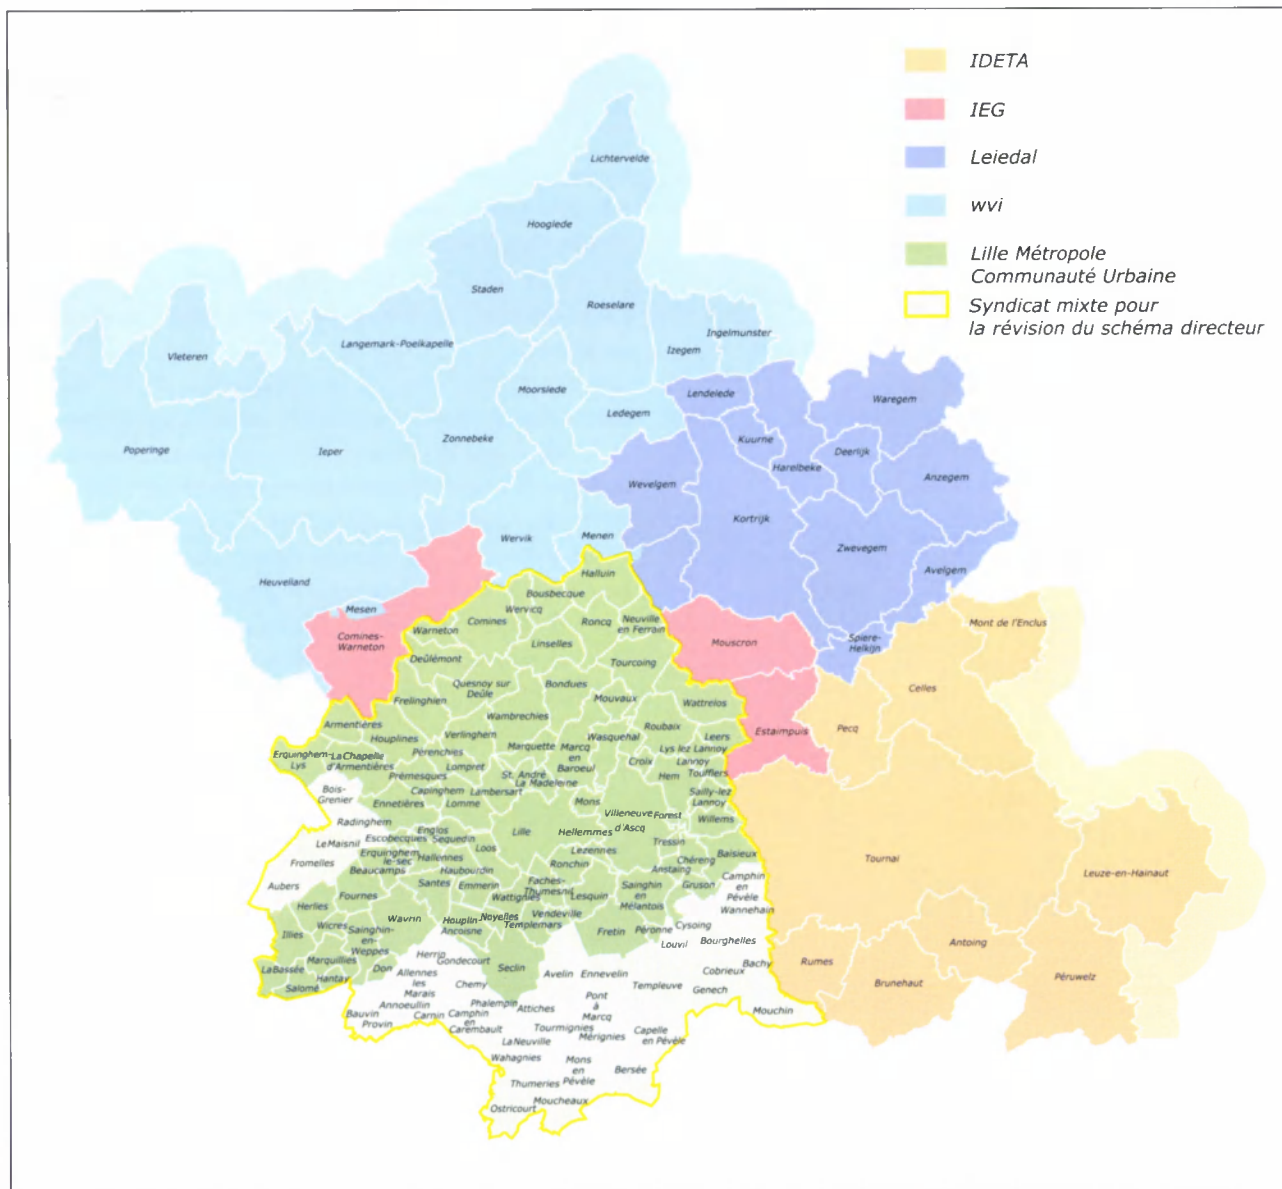 IDETA
IEG
Leiedal
wvi
Lille Métropole
Communauté Urbaine
Syndicat mixte pour
la révision du schéma directeur
Lichtervelde
Hooglede
Staden
Roeselare
Ingelmunster
Izegem
Langemark-Poelkapelle
Vleteren
Moorslede
Ledegem
Zonnebeke
Poperinge
Ieper
Wervik
Menen
Heuvelland
Mesen
Lendelede
Waregem
Kuurne
Harelbeke
Deerlijk
Anzegem
Wevelgem
Kortrijk
Zwevegem
Avelgem
Spiere-
Helkijn
Comines-
Warneton
Mouscron
Estaimpuis
Mont de l'Enclus
Celles
Pecq
Tournai
Leuze-en-Hainaut
Antoing
Péruwelz
Rumes
Brunehaut
Halluin
Bousbecque
Wervicq
Comines
Warneton
Roncq
Neuville
en Ferrain
Linselles
Deûlémont
Tourcoing
Quesnoy sur
Deûle
Bondues
Mouvaux
Wattrelos
Frelinghien
Wambrechies
Armentières
Houplines
Verlinghem
Roubaix
Leers
Wasquehal
Marquette
Marcq
en
Baroeul
Lys lez Lannoy
Lannoy
Croix
Erquinghem-
Lys
La Chapelle
d'Armentières
Pérenchies
Lompret
St. André
La Madeleine
Hem
Toufflers
Prémesques
Capinghem
Lambersart
Sailly-lez
Lannoy
Bois-
Grenier
Ennetières
Lomme
Mons
Villeneuve
d'Ascq
Forest
Willems
Radinghem
Englos
Sequedin
Lille
Hellemmes
Escobecques
Le Maisnil
Loos
Lezennes
Tressin
Chéreng
Baisieux
Fromelles
Erquinghem
le-sec
Hallennes
Ronchin
Anstaing
Beaucamps
Haubourdin
Camphin
en
Pévèle
Aubers
Santes
Emmerin
Faches-
Thumesnil
Lesquin
Sainghin
en
Mélantois
Gruson
Fournes
Wattignies
Wannehain
Herlies
Wavrin
Houplin
Ancoisne
Noyelles
Templemars
Vendeville
Fretin
Péronne
Cysoing
Wicres
Illies
Sainghin-
en-
Weppes
Louvil
Bourghelles
Marquillies
Herrin
Gondecourt
Seclin
Bachy
La Bassée
Hantay
Don
Allennes
les
Marais
Chemy
Avelin
Ennevelin
Cobrieux
Salomé
Templeuve
Genech
Annoeullin
Phalempin
Attiches
Pont
à
Marcq
Mouchin
Bauvin
Provin
Carnin
Camphin
en
Carembault
Tourmignies
Mérignies
Capelle
en Pévèle
La Neuville
Wahagnies
Mons
en
Pévèle
Bersée
Thumeries
Moucheaux
Ostricourt